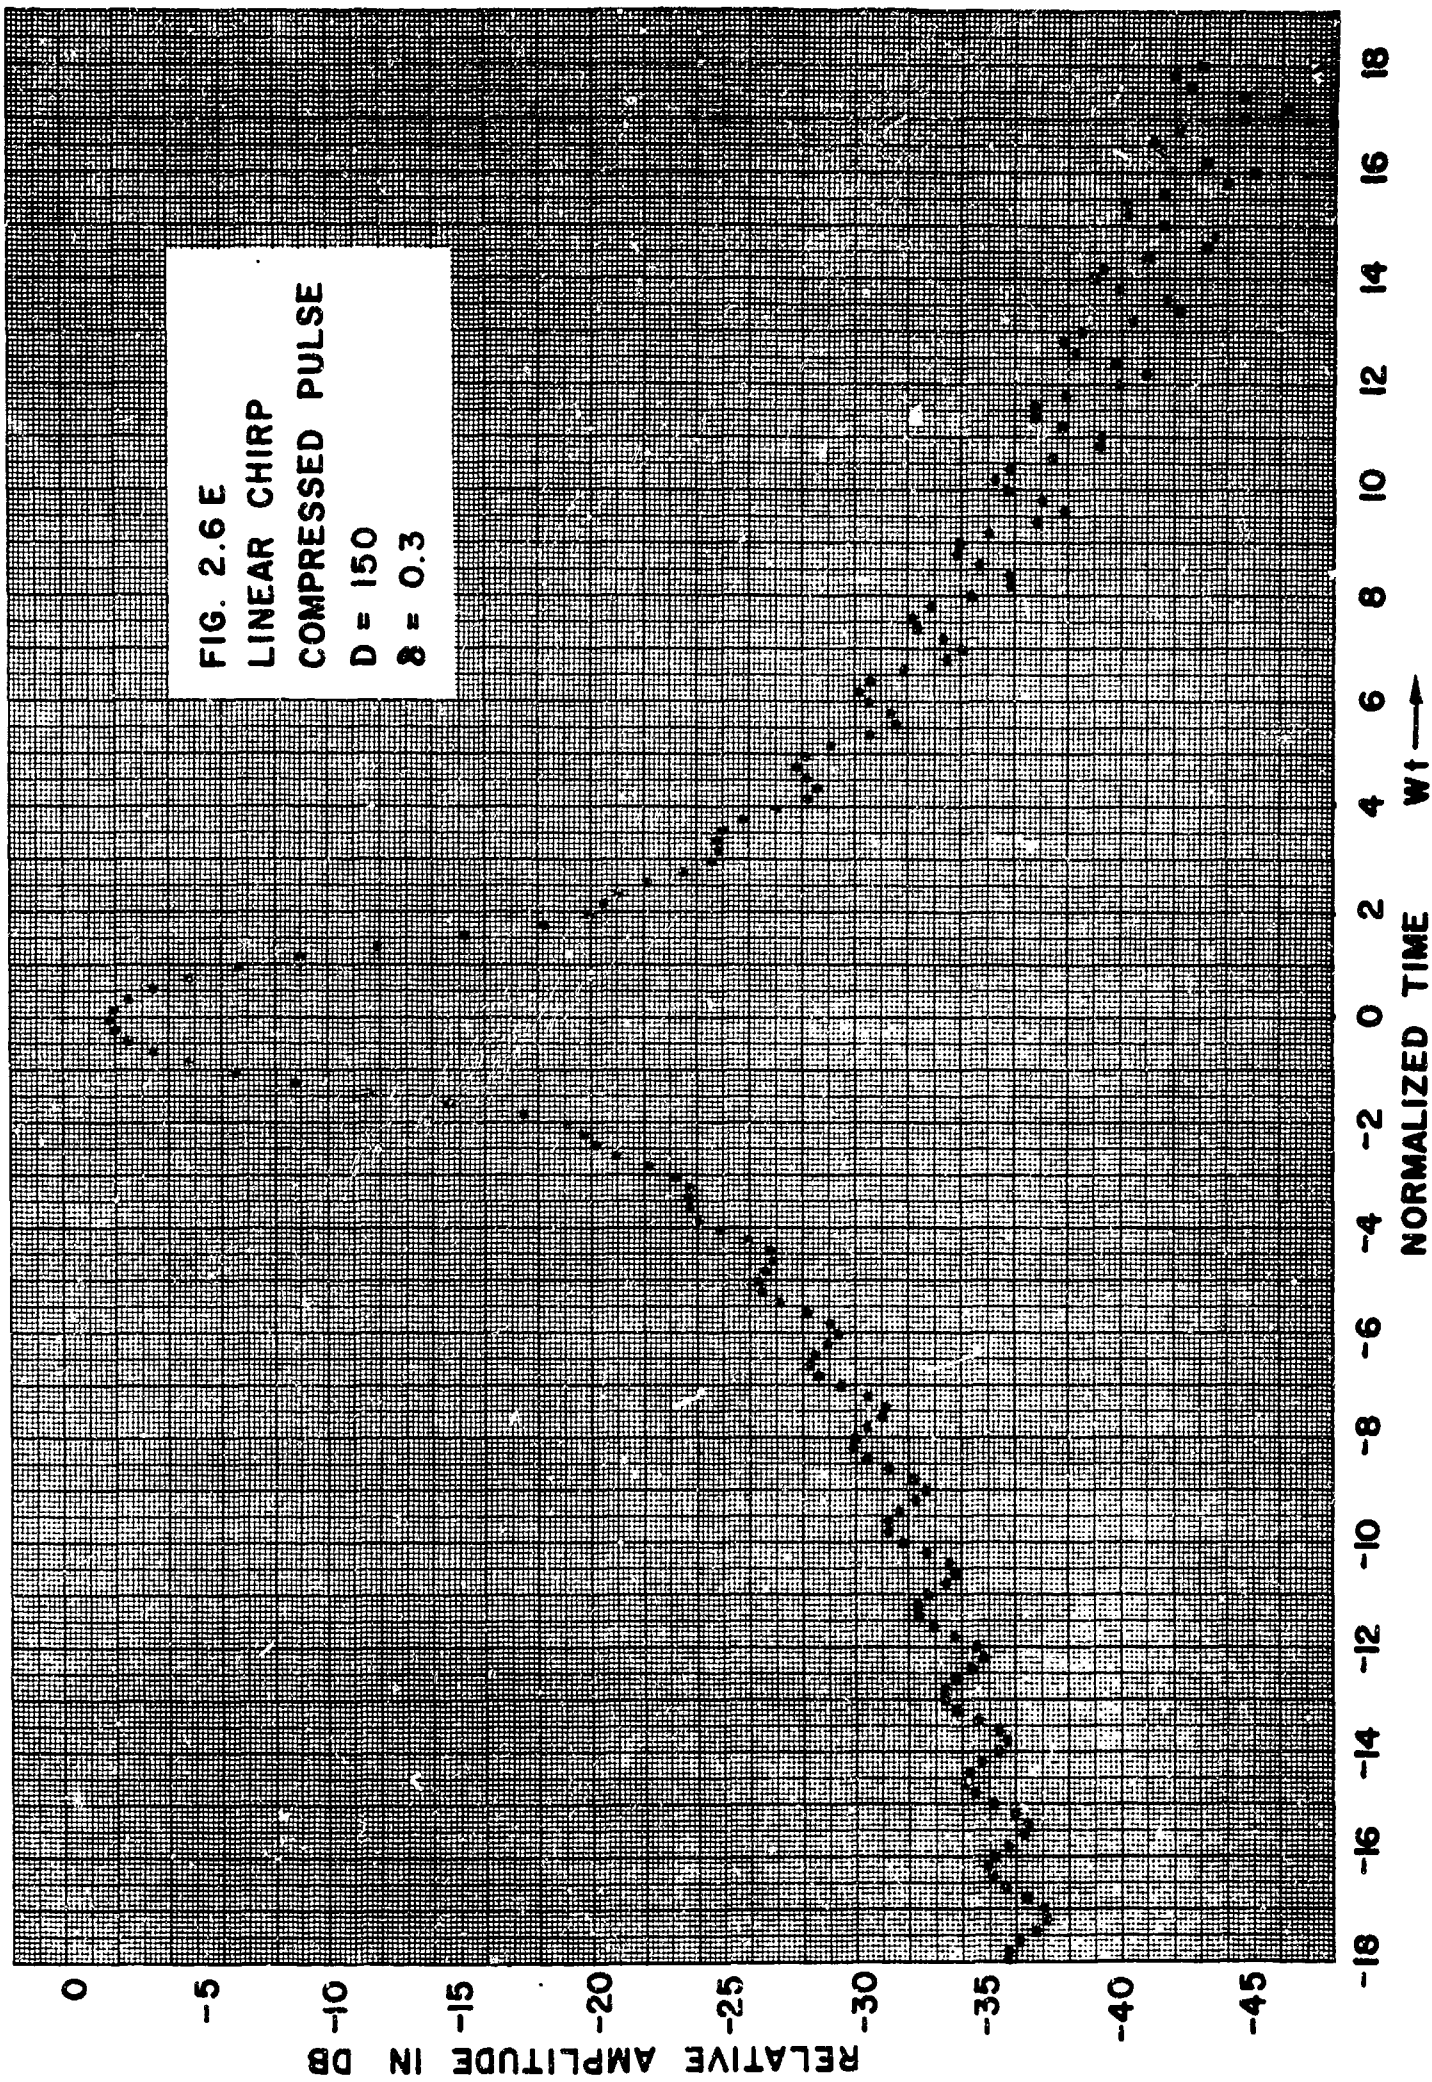 FIG. 2.6 E
LINEAR CHIRP
COMPRESSED PULSE
D = 150
δ = 0.3
RELATIVE AMPLITUDE IN DB
0
-5
-10
-15
-20
-25
-30
-35
-40
-45
-18 -16 -14 -12 -10 -8 -6 -4 -2 0 2 4 6 8 10 12 14 16 18
NORMALIZED TIME Wt →